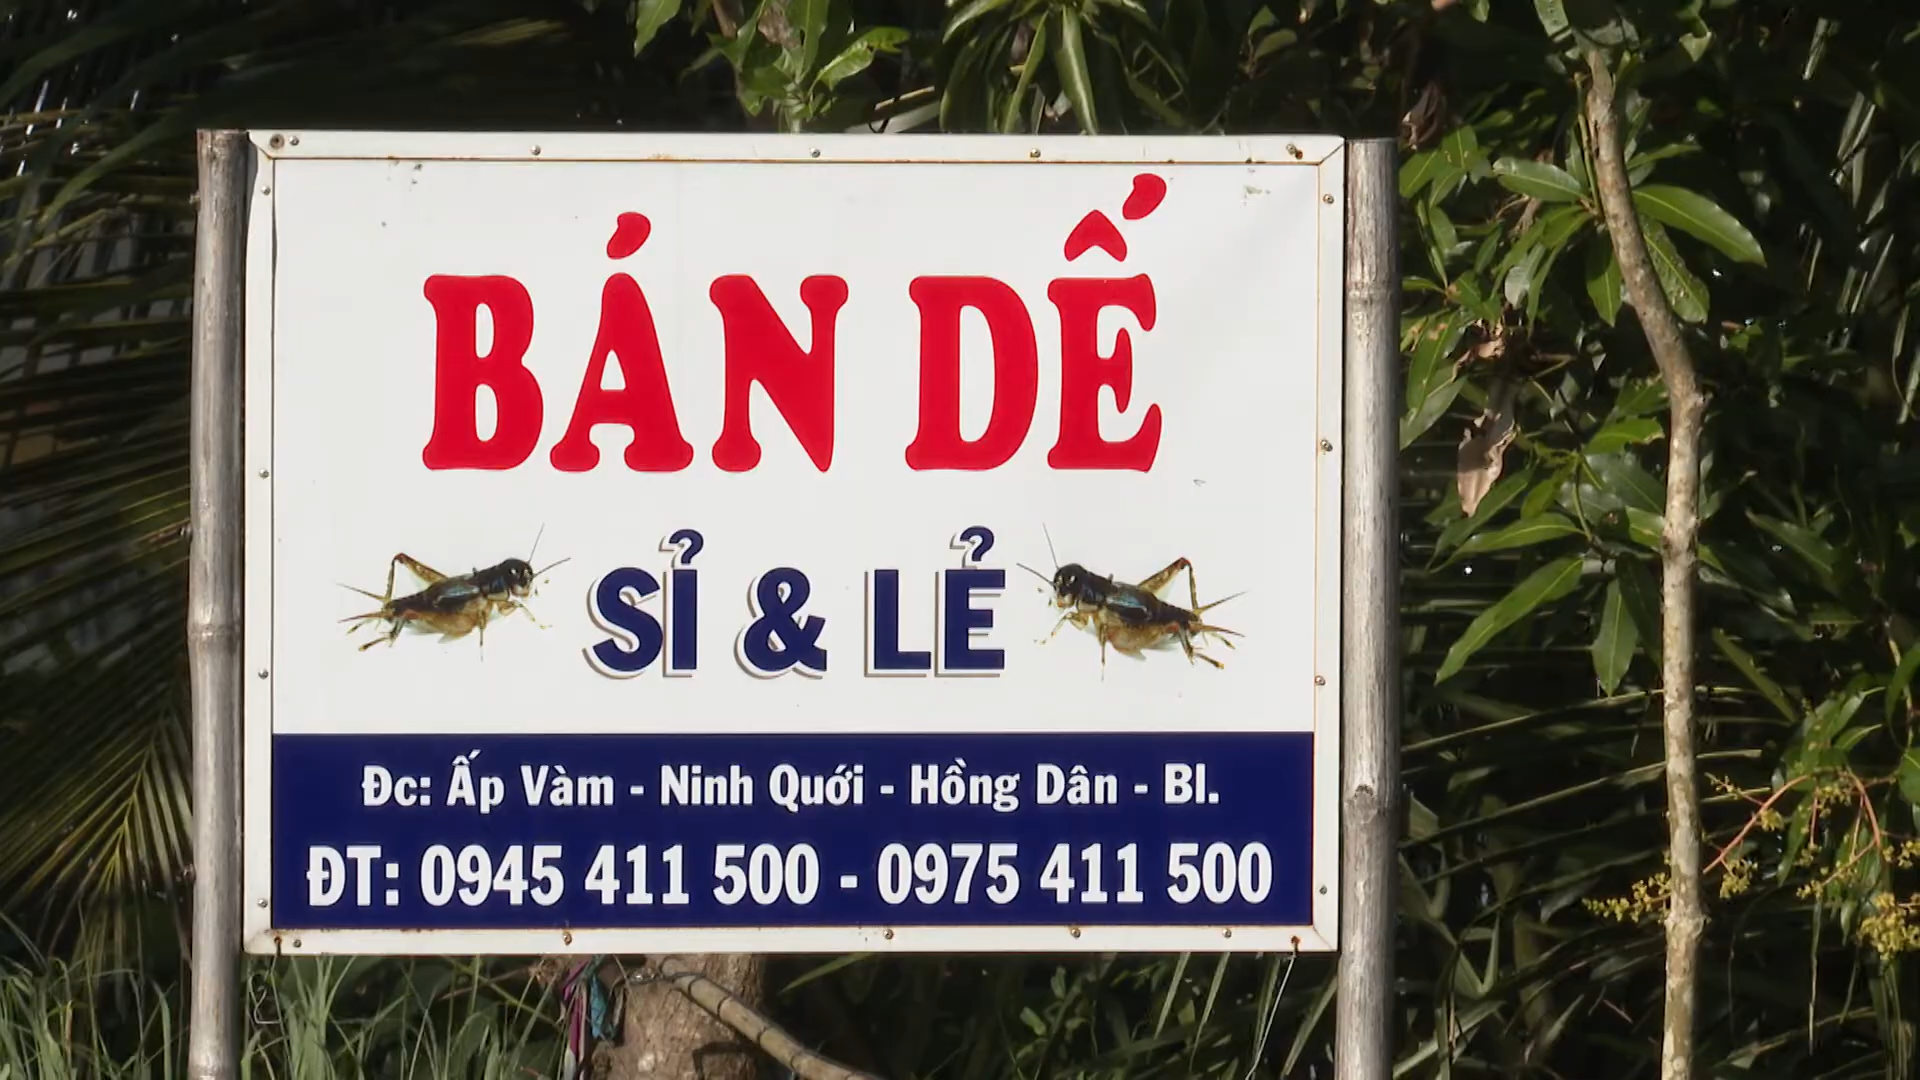 BÁN DẾ
SỈ & LẺ
Đc: Ấp Vàm - Ninh Quới - Hồng Dân - Bl.
ĐT: 0945 411 500 - 0975 411 500